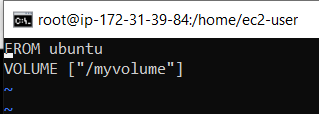 C:\.
root@ip-172-31-39-84:/home/ec2-user
FROM ubuntu
VOLUME ["/myvolume"]
~
~